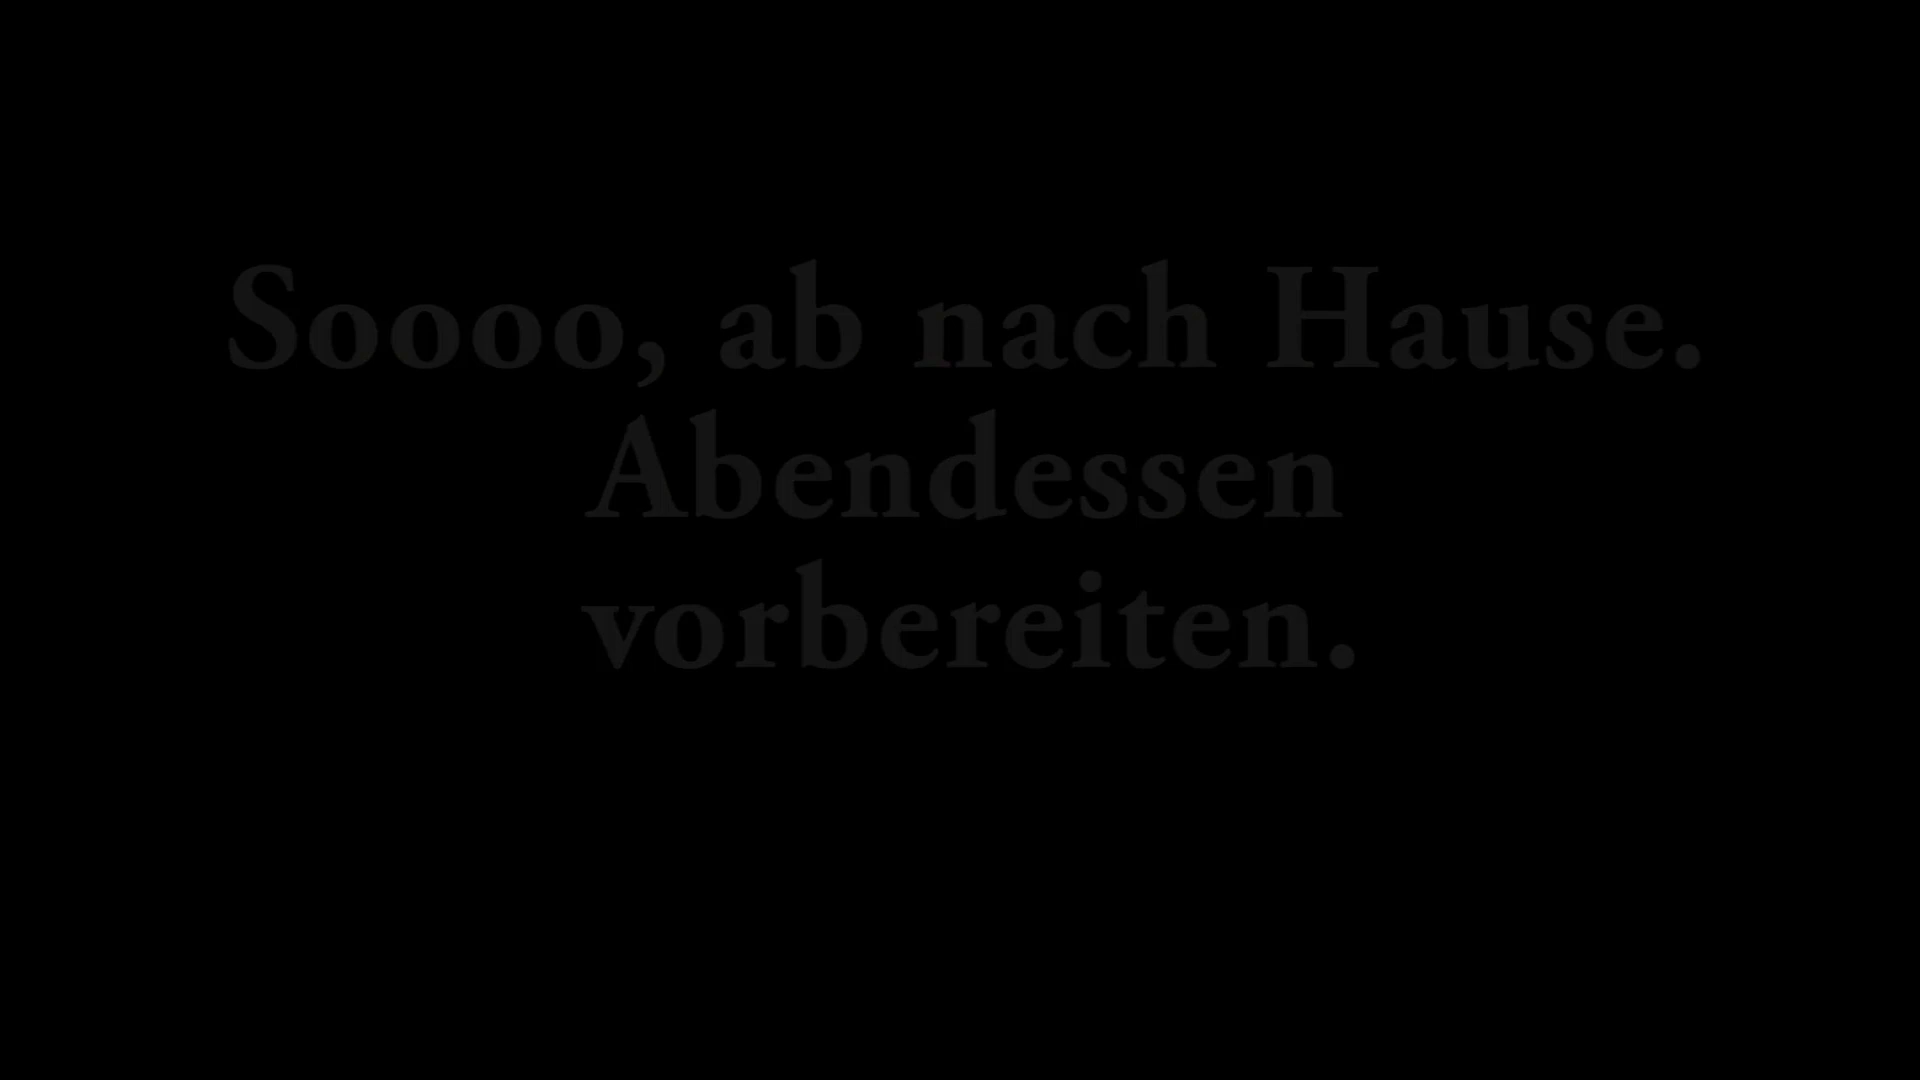 Soooo, ab nach Hause.
Abendessen
vorbereiten.